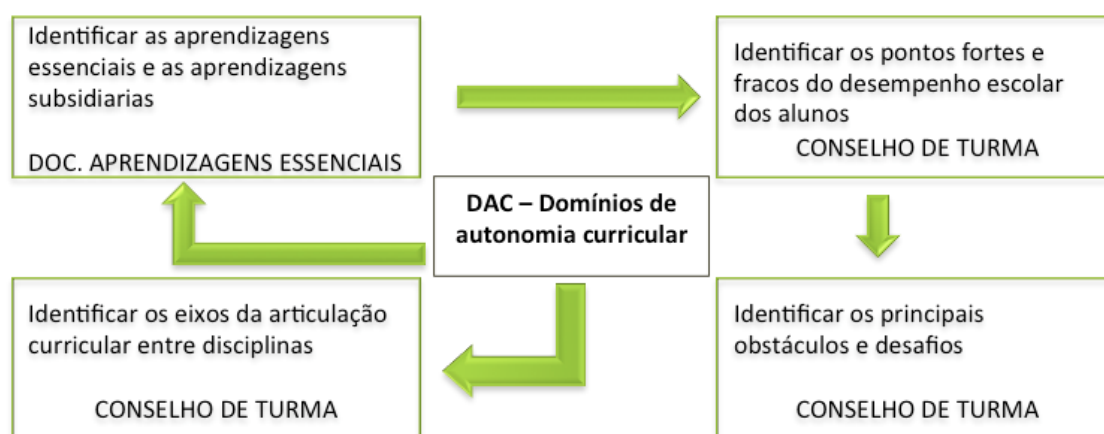 Identificar as aprendizagens
essenciais e as aprendizagens
subsidiarias
DOC. APRENDIZAGENS ESSENCIAIS
Identificar os pontos fortes e
fracos do desempenho escolar
dos alunos
CONSELHO DE TURMA
DAC – Domínios de
autonomia curricular
Identificar os eixos da articulação
curricular entre disciplinas
CONSELHO DE TURMA
Identificar os principais
obstáculos e desafios
CONSELHO DE TURMA